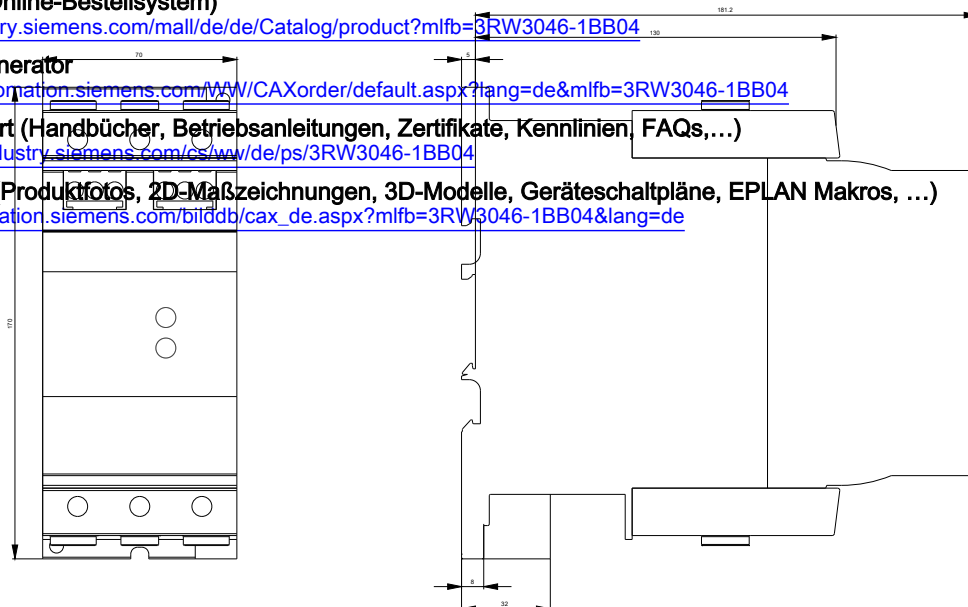 Online-Bestellsystem)
ry.siemens.com/mall/de/de/Catalog/product?mlfb=3RW3046-1BB04
nerator
omation.siemens.com/WW/CAXorder/default.aspx?lang=de&mlfb=3RW3046-1BB04
rt (Handbücher, Betriebsanleitungen, Zertifikate, Kennlinien, FAQs,…)
dustry.siemens.com/cs/ww/de/ps/3RW3046-1BB04
Produktfotos, 2D-Maßzeichnungen, 3D-Modelle, Geräteschaltpläne, EPLAN Makros, …)
ation.siemens.com/bilddb/cax_de.aspx?mlfb=3RW3046-1BB04&lang=de
181.2
130
70
5
170
8
32